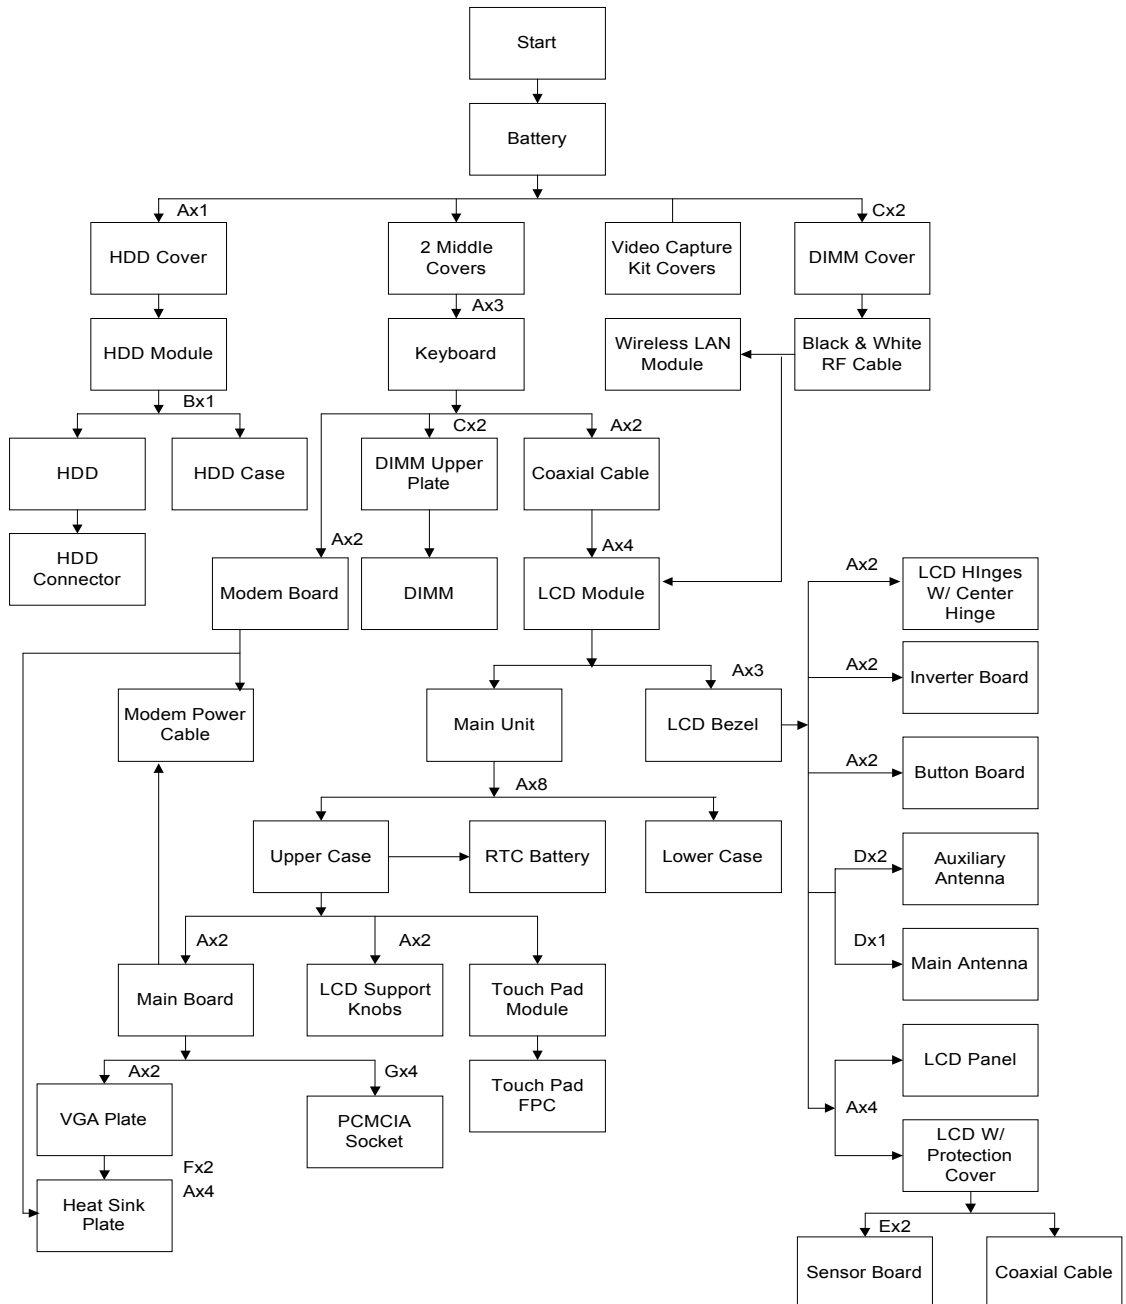 Start
Battery
Ax1
Cx2
HDD Cover
2 Middle
Covers
Video Capture
Kit Covers
DIMM Cover
Ax3
HDD Module
Keyboard
Wireless LAN
Module
Black & White
RF Cable
Bx1
Cx2
Ax2
HDD
HDD Case
DIMM Upper
Plate
Coaxial Cable
Ax2
Ax4
HDD
Connector
Modem Board
DIMM
LCD Module
Ax2
LCD HInges
W/ Center
Hinge
Ax3
Ax2
Inverter Board
Modem Power
Cable
Main Unit
LCD Bezel
Ax2
Button Board
Ax8
Upper Case
RTC Battery
Lower Case
Dx2
Auxiliary
Antenna
Ax2
Ax2
Dx1
Main Antenna
Main Board
LCD Support
Knobs
Touch Pad
Module
LCD Panel
Ax2
Gx4
VGA Plate
PCMCIA
Socket
Touch Pad
FPC
Ax4
LCD W/
Protection
Cover
Fx2
Ax4
Heat Sink
Plate
Ex2
Sensor Board
Coaxial Cable